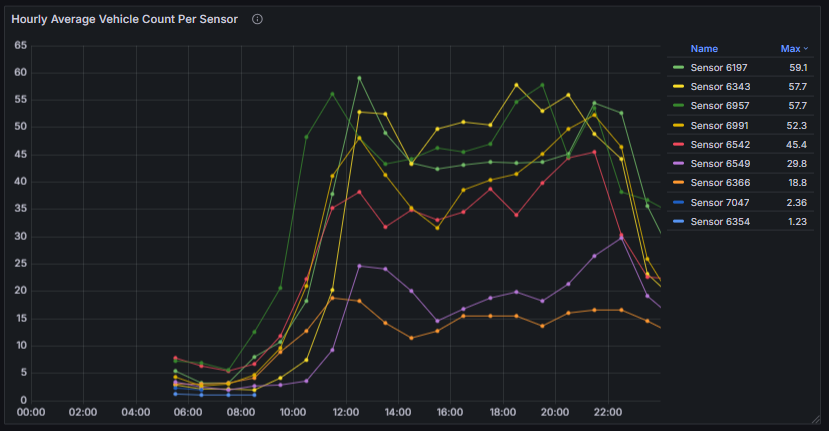 Hourly Average Vehicle Count Per Sensor
65
60
55
50
45
40
35
30
25
20
15
10
5
0
00:00 02:00 04:00 06:00 08:00 10:00 12:00 14:00 16:00 18:00 20:00 22:00
Name Max
Sensor 6197 59.1
Sensor 6343 57.7
Sensor 6957 57.7
Sensor 6991 52.3
Sensor 6542 45.4
Sensor 6549 29.8
Sensor 6366 18.8
Sensor 7047 2.36
Sensor 6354 1.23